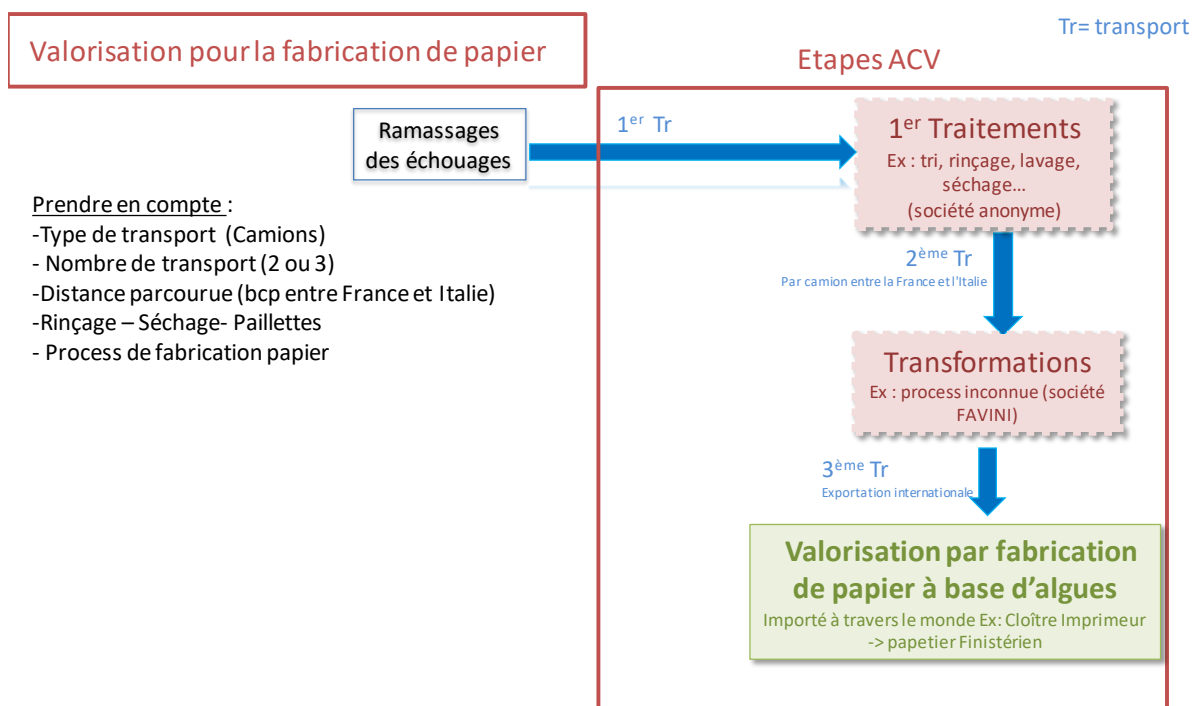 Tr= transport
Valorisation pour la fabrication de papier
Etapes ACV
Ramassages
des échouages
1er Tr
1er Traitements
Ex : tri, rinçage, lavage,
séchage...
(société anonyme)
Prendre en compte :
-Type de transport (Camions)
- Nombre de transport (2 ou 3)
-Distance parcourue (bcp entre France et Italie)
-Rinçage – Séchage- Paillettes
- Process de fabrication papier
2ème Tr
Par camion entre la France et l'Italie
Transformations
Ex : process inconnue (société
FAVINI)
3ème Tr
Exportation internationale
Valorisation par fabrication
de papier à base d’algues
Importé à travers le monde Ex: Cloître Imprimeur
-> papetier Finistérien